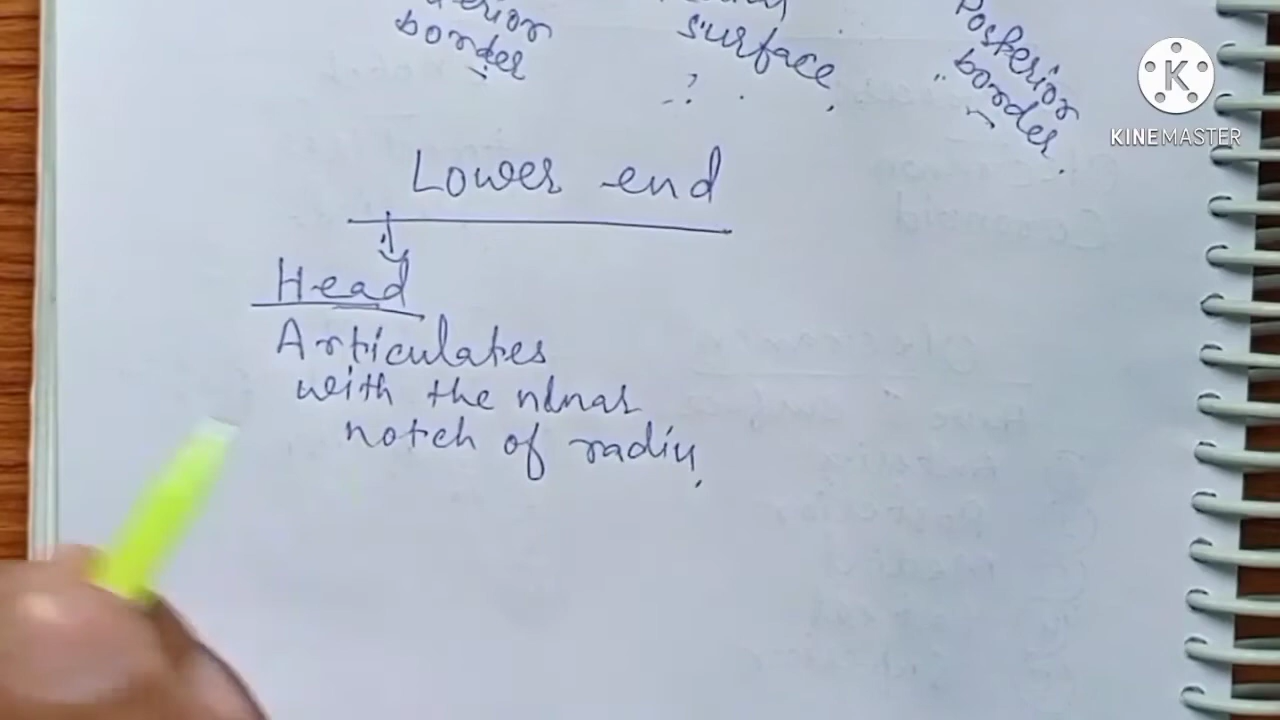 border
surface
Posterior
border
Lower end
Head
Articulates
with the ulnar
notch of radius
KINEMASTER